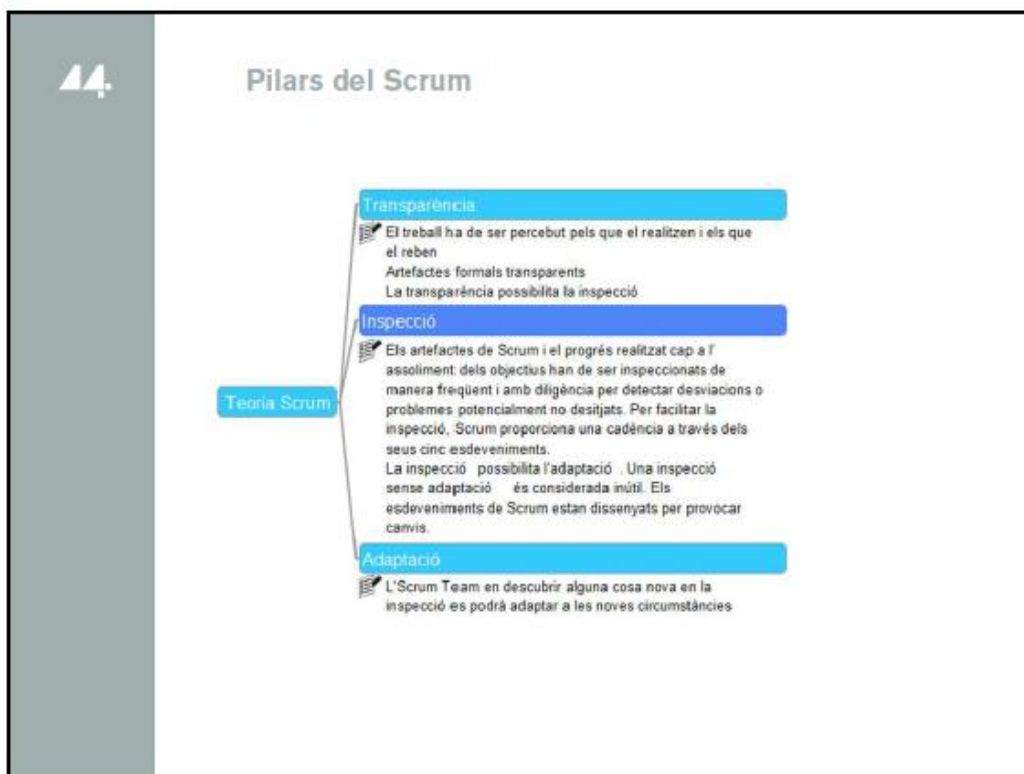 44.
Pilars del Scrum
Transparència
El treball ha de ser percebut pels que el realitzen i els que
el reben
Artefactes formals transparents
La transparència possibilita la inspecció
Inspecció
Els artefactes de Scrum i el progrés realitzat cap a l'
assoliment: dels objectius han de ser inspeccionats de
manera freqüent i amb diligència per detectar desviacions o
problemes potencialment no desitjats. Per facilitar la
inspecció, Scrum proporciona una cadència a través dels
seus cinc esdeveniments.
La inspecció possibilita l'adaptació . Una inspecció
sense adaptació és considerada inútil. Els
esdeveniments de Scrum estan dissenyats per provocar
canvis.
Teoria Scrum
Adaptació
L'Scrum Team en descubrir alguna cosa nova en la
inspecció es podrà adaptar a les noves circumstàncies